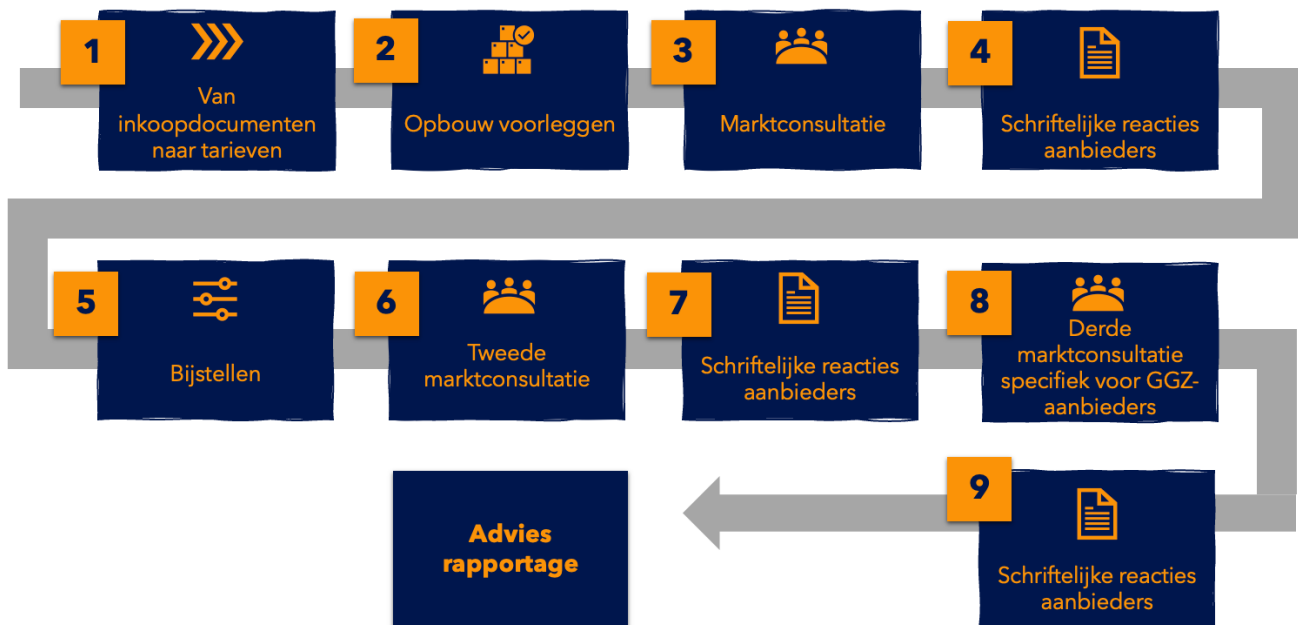 1
Van
inkoopdocumenten
naar tarieven
2
Opbouw voorleggen
3
Marktconsultatie
4
Schriftelijke reacties
aanbieders
5
Bijstellen
6
Tweede
marktconsultatie
7
Schriftelijke reacties
aanbieders
8
Derde
marktconsultatie
specifiek voor GGZ-
aanbieders
9
Schriftelijke reacties
aanbieders
Advies
rapportage